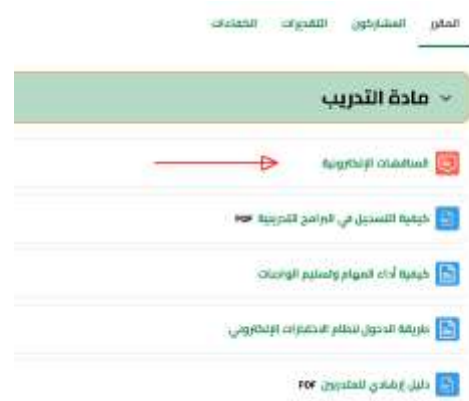 المقرر المشاركون التقديرات الكفاءات
مادة التدريب
المناقشات الإلكترونية
كيفية التسجيل في البرامج التدريبية PDF
كيفية أداء المهام وتسليم الواجبات
طريقة الدخول لنظام الاختبارات الإلكتروني
دليل إرشادي للمتدربين PDF